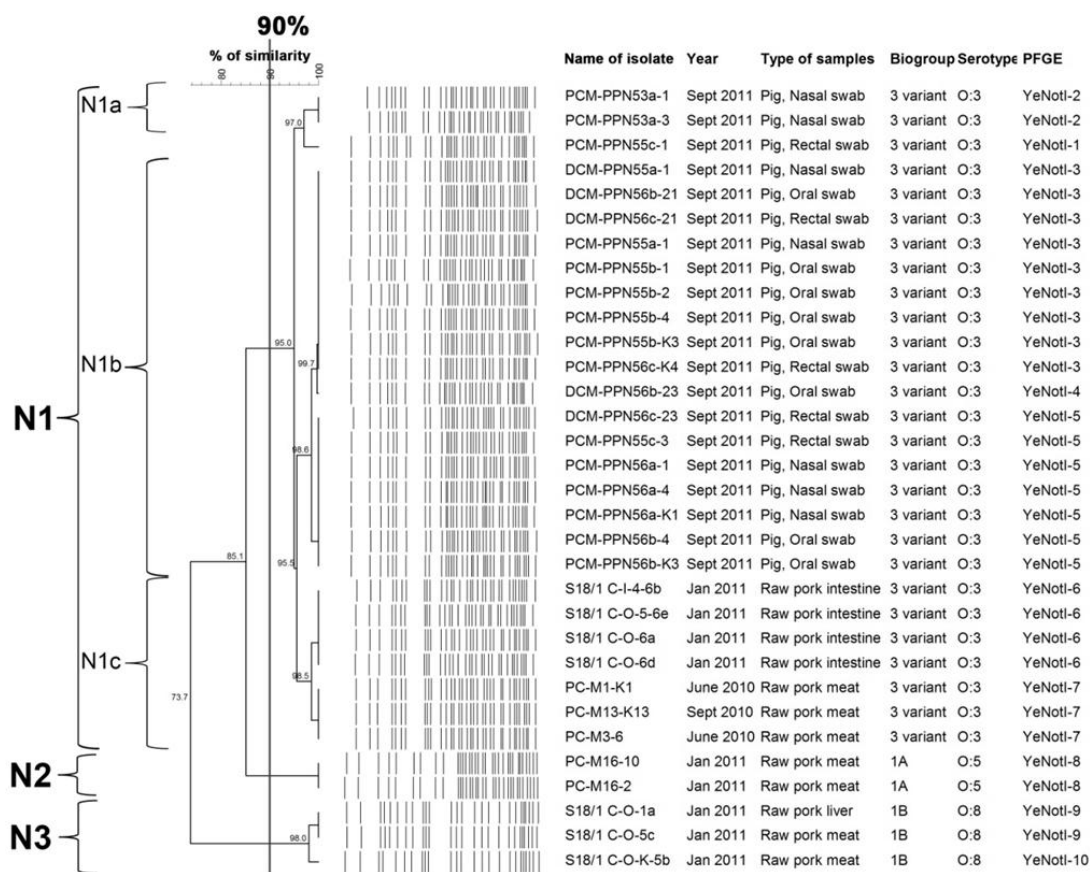 90%
% of similarity
80 90 100
Name of isolate Year Type of samples Biogroup Serotype PFGE
N1a
PCM-PPN53a-1 Sept 2011 Pig, Nasal swab 3 variant O:3 YeNotI-2
PCM-PPN53a-3 Sept 2011 Pig, Nasal swab 3 variant O:3 YeNotI-2
97.0
PCM-PPN55c-1 Sept 2011 Pig, Rectal swab 3 variant O:3 YeNotI-1
DCM-PPN55a-1 Sept 2011 Pig, Nasal swab 3 variant O:3 YeNotI-3
DCM-PPN56b-21 Sept 2011 Pig, Oral swab 3 variant O:3 YeNotI-3
DCM-PPN56c-21 Sept 2011 Pig, Rectal swab 3 variant O:3 YeNotI-3
PCM-PPN55a-1 Sept 2011 Pig, Nasal swab 3 variant O:3 YeNotI-3
PCM-PPN55b-1 Sept 2011 Pig, Oral swab 3 variant O:3 YeNotI-3
PCM-PPN55b-2 Sept 2011 Pig, Oral swab 3 variant O:3 YeNotI-3
PCM-PPN55b-4 Sept 2011 Pig, Oral swab 3 variant O:3 YeNotI-3
95.0
PCM-PPN55b-K3 Sept 2011 Pig, Oral swab 3 variant O:3 YeNotI-3
N1b
99.7
PCM-PPN56c-K4 Sept 2011 Pig, Rectal swab 3 variant O:3 YeNotI-3
DCM-PPN56b-23 Sept 2011 Pig, Oral swab 3 variant O:3 YeNotI-4
N1
DCM-PPN56c-23 Sept 2011 Pig, Rectal swab 3 variant O:3 YeNotI-5
PCM-PPN55c-3 Sept 2011 Pig, Rectal swab 3 variant O:3 YeNotI-5
98.6
PCM-PPN56a-1 Sept 2011 Pig, Nasal swab 3 variant O:3 YeNotI-5
PCM-PPN56a-4 Sept 2011 Pig, Nasal swab 3 variant O:3 YeNotI-5
PCM-PPN56a-K1 Sept 2011 Pig, Nasal swab 3 variant O:3 YeNotI-5
PCM-PPN56b-4 Sept 2011 Pig, Oral swab 3 variant O:3 YeNotI-5
85.1
95.5
PCM-PPN56b-K3 Sept 2011 Pig, Oral swab 3 variant O:3 YeNotI-5
S18/1 C-I-4-6b Jan 2011 Raw pork intestine 3 variant O:3 YeNotI-6
S18/1 C-O-5-6e Jan 2011 Raw pork intestine 3 variant O:3 YeNotI-6
S18/1 C-O-6a Jan 2011 Raw pork intestine 3 variant O:3 YeNotI-6
N1c
S18/1 C-O-6d Jan 2011 Raw pork intestine 3 variant O:3 YeNotI-6
98.5
PC-M1-K1 June 2010 Raw pork meat 3 variant O:3 YeNotI-7
73.7
PC-M13-K13 Sept 2010 Raw pork meat 3 variant O:3 YeNotI-7
PC-M3-6 June 2010 Raw pork meat 3 variant O:3 YeNotI-7
N2
PC-M16-10 Jan 2011 Raw pork meat 1A O:5 YeNotI-8
PC-M16-2 Jan 2011 Raw pork meat 1A O:5 YeNotI-8
S18/1 C-O-1a Jan 2011 Raw pork liver 1B O:8 YeNotI-9
N3
98.0
S18/1 C-O-5c Jan 2011 Raw pork meat 1B O:8 YeNotI-9
S18/1 C-O-K-5b Jan 2011 Raw pork meat 1B O:8 YeNotI-10